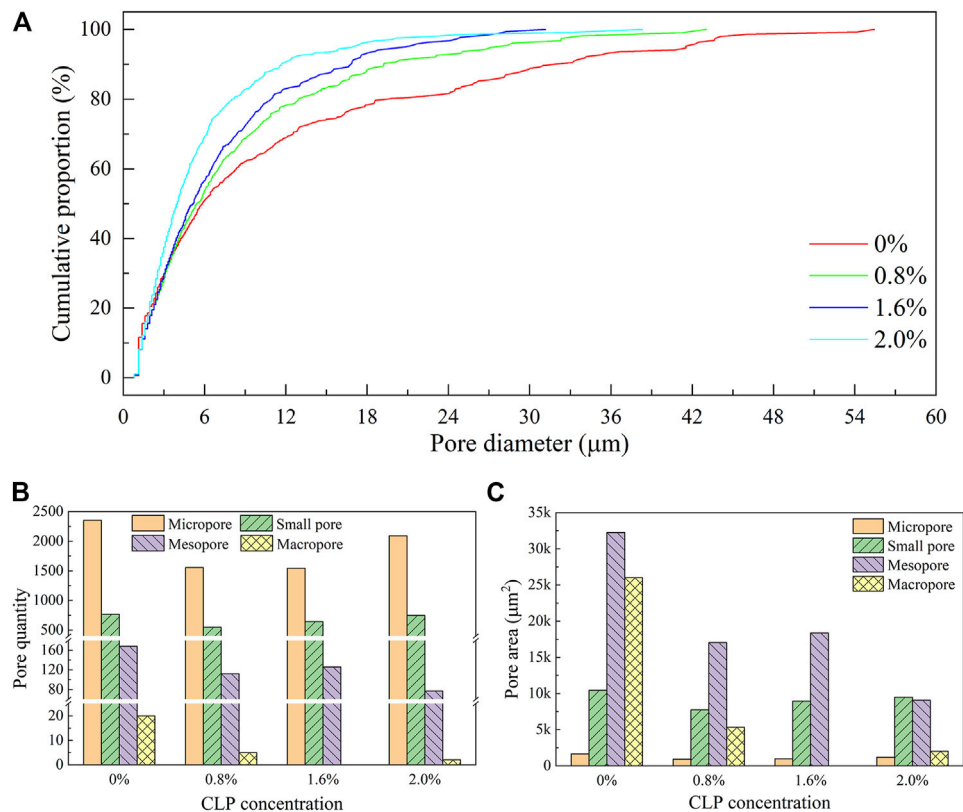 A
100
80
60
40
20
0
Cumulative proportion (%)
0%
0.8%
1.6%
2.0%
0 6 12 18 24 30 36 42 48 54 60
Pore diameter (μm)
B
2500
2000
1500
1000
500
160
80
20
10
0
Pore quantity
Micropore Small pore
Mesopore Macropore
0% 0.8% 1.6% 2.0%
CLP concentration
C
35k
30k
25k
20k
15k
10k
5k
0
Pore area (μm²)
Micropore
Small pore
Mesopore
Macropore
0% 0.8% 1.6% 2.0%
CLP concentration